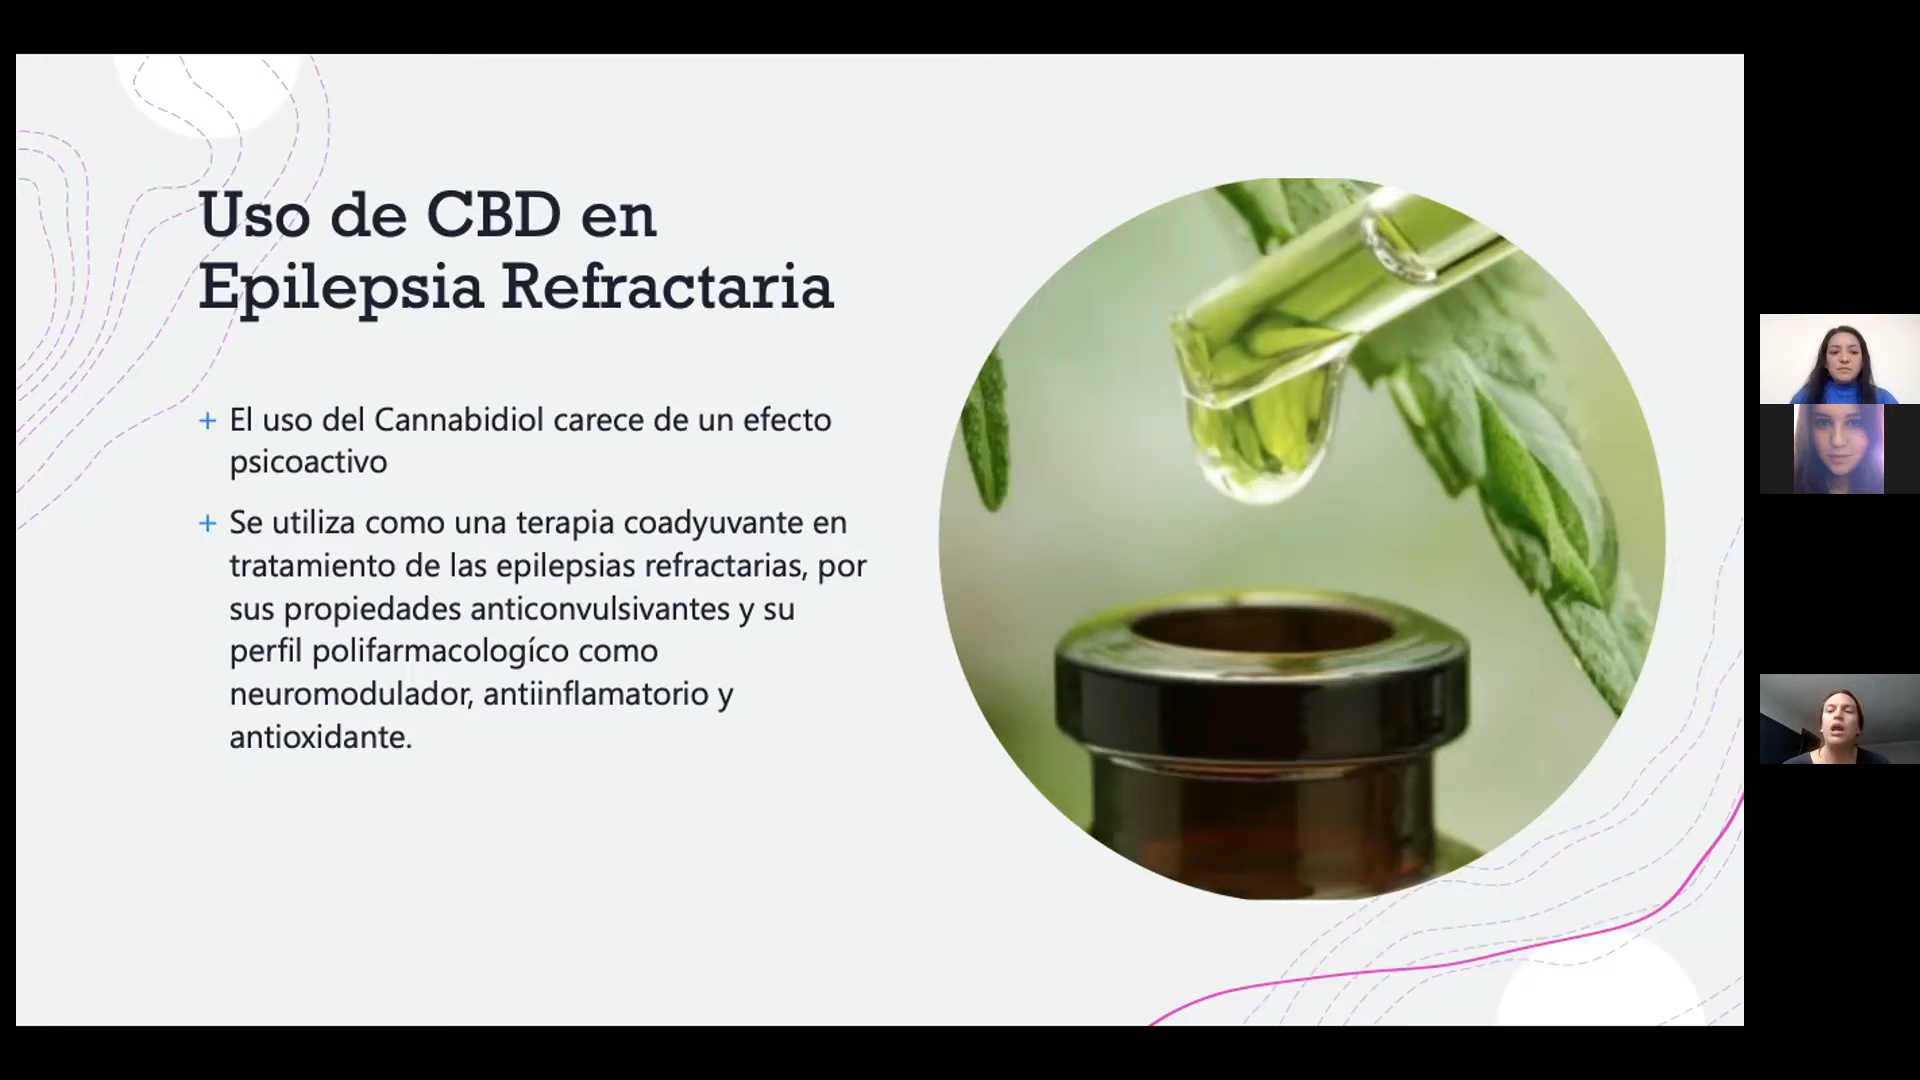 Uso de CBD en
Epilepsia Refractaria
+ El uso del Cannabidiol carece de un efecto
psicoactivo
+ Se utiliza como una terapia coadyuvante en
tratamiento de las epilepsias refractarias, por
sus propiedades anticonvulsivantes y su
perfil polifarmacologíco como
neuromodulador, antiinflamatorio y
antioxidante.